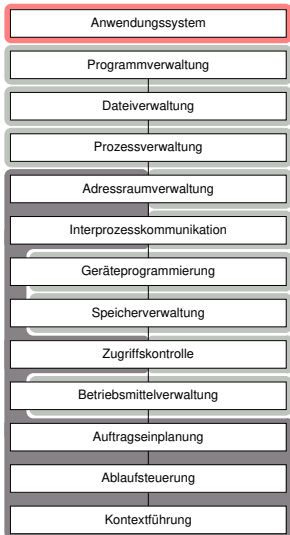 Anwendungssystem
Programmverwaltung
Dateiverwaltung
Prozessverwaltung
Adressraumverwaltung
Interprozesskommunikation
Geräteprogrammierung
Speicherverwaltung
Zugriffskontrolle
Betriebsmittelverwaltung
Auftragseinplanung
Ablaufsteuerung
Kontextführung